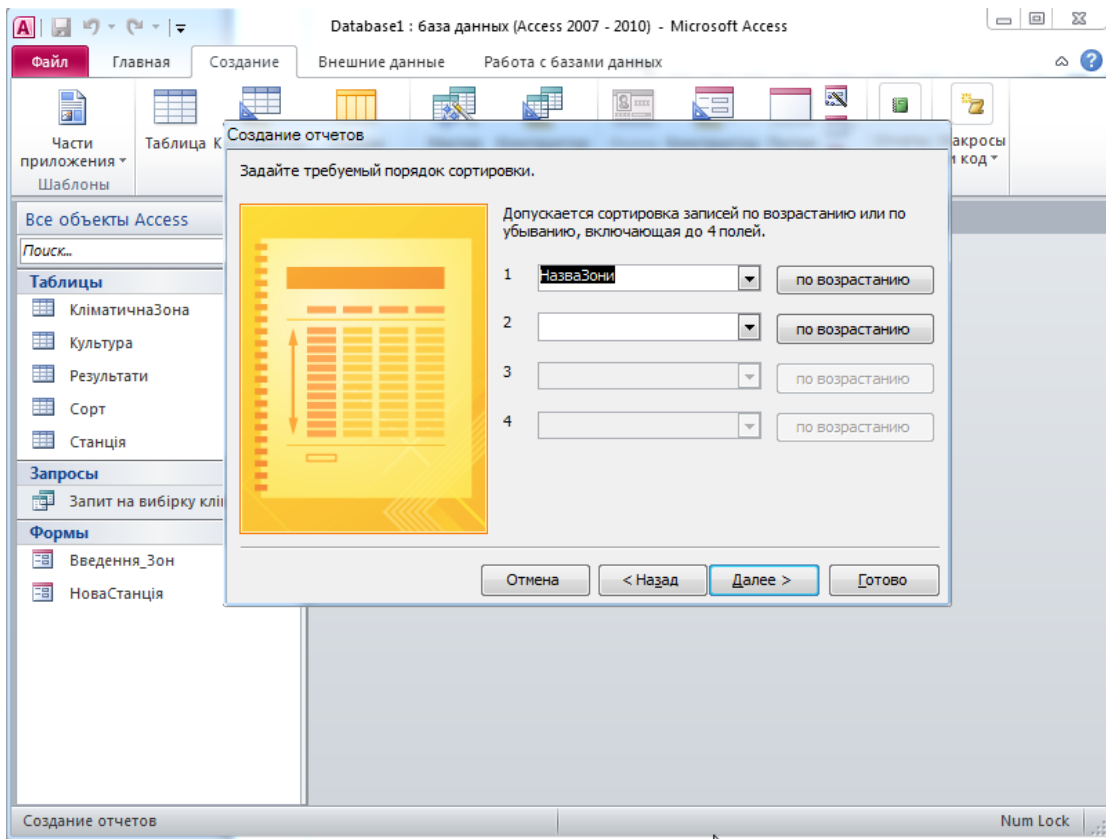 Database1 : база данных (Access 2007 - 2010) - Microsoft Access
Файл Главная Создание Внешние данные Работа с базами данных
Части приложения
Таблица
Шаблоны
акросы
и код
Создание отчетов
Задайте требуемый порядок сортировки.
Допускается сортировка записей по возрастанию или по
убыванию, включающая до 4 полей.
1 НазваЗони по возрастанию
2 по возрастанию
3 по возрастанию
4 по возрастанию
Отмена < Назад Далее > Готово
Все объекты Access
Поиск...
Таблицы
КліматичнаЗона
Культура
Результати
Сорт
Станція
Запросы
Запит на вибірку клі
Формы
Введення_Зон
НоваСтанція
Создание отчетов Num Lock